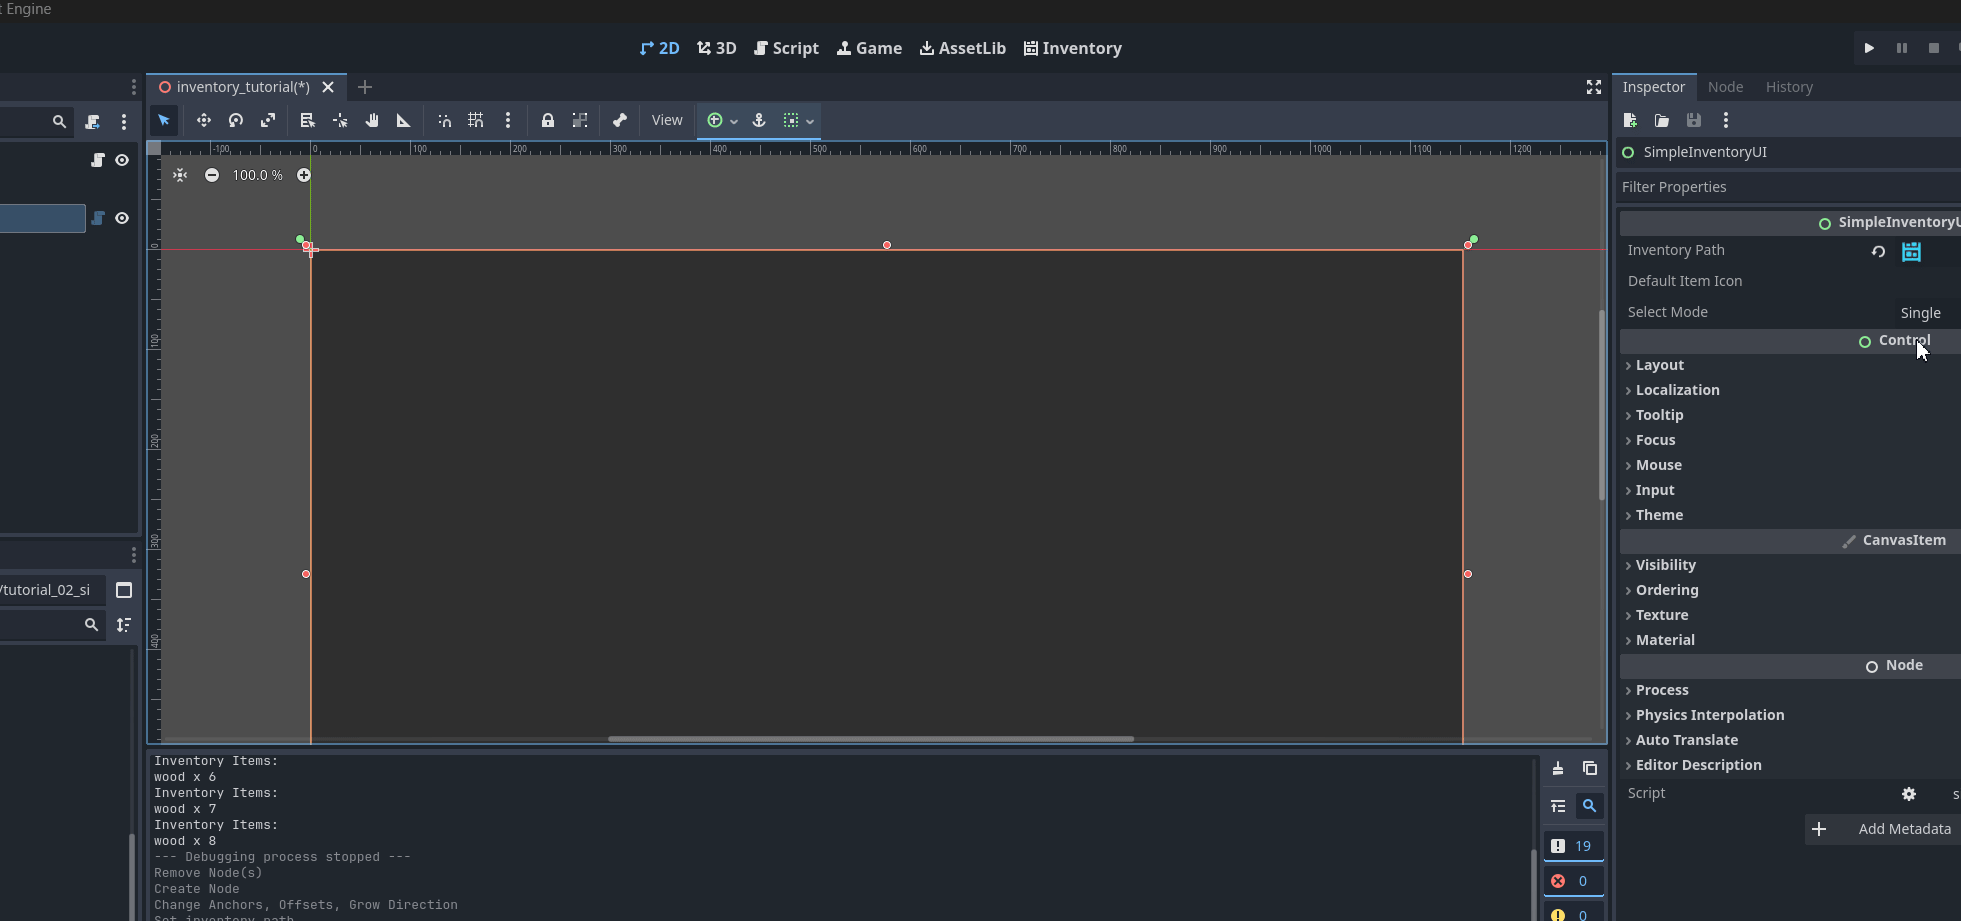 t Engine
2D 3D Script Game AssetLib Inventory
inventory_tutorial(*)
View
-100 0 100 200 300 400 500 600 700 800 900 1000 1100 1200
100.0 %
0
100
200
300
400
/tutorial_02_si
Inventory Items:
wood x 6
Inventory Items:
wood x 7
Inventory Items:
wood x 8
--- Debugging process stopped ---
Remove Node(s)
Create Node
Change Anchors, Offsets, Grow Direction
Set inventory_path
19
0
0
Inspector Node History
SimpleInventoryUI
Filter Properties
SimpleInventoryU
Inventory Path
Default Item Icon
Select Mode Single
Control
Layout
Localization
Tooltip
Focus
Mouse
Input
Theme
CanvasItem
Visibility
Ordering
Texture
Material
Node
Process
Physics Interpolation
Auto Translate
Editor Description
Script s
Add Metadata